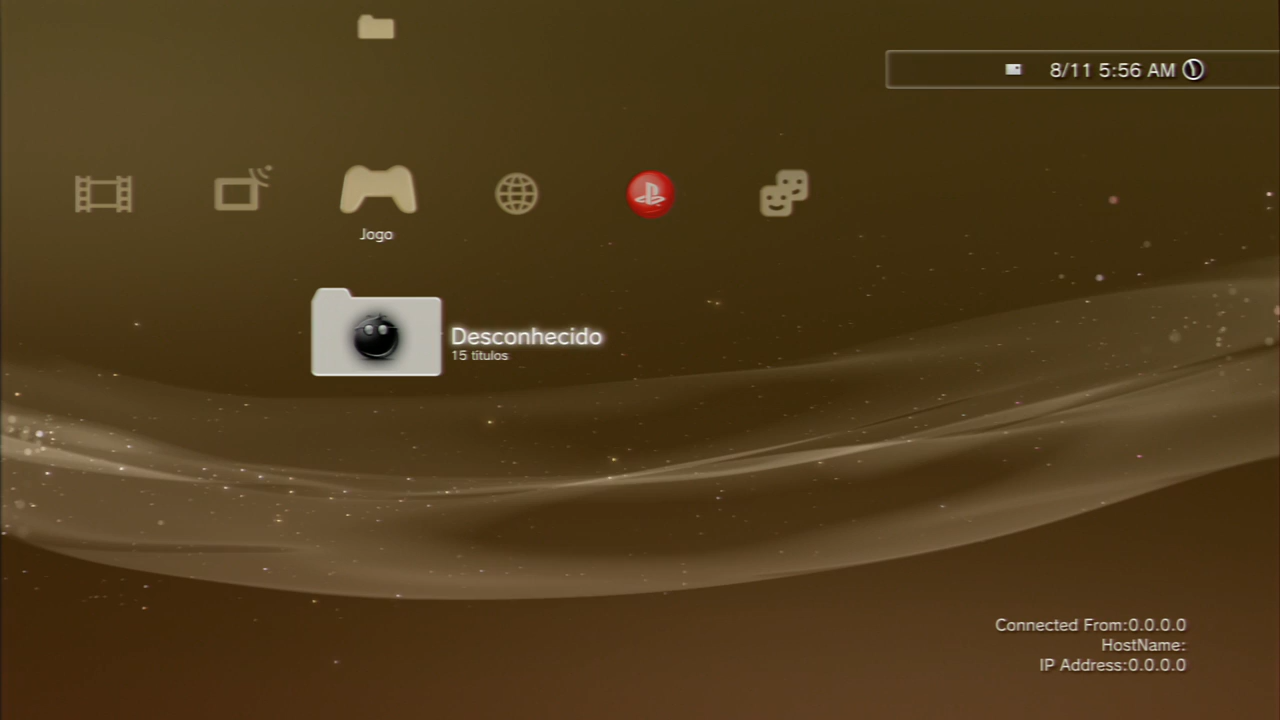 8/11 5:56 AM
Jogo
Desconhecido
15 titulos
Connected From:0.0.0.0
HostName:
IP Address:0.0.0.0